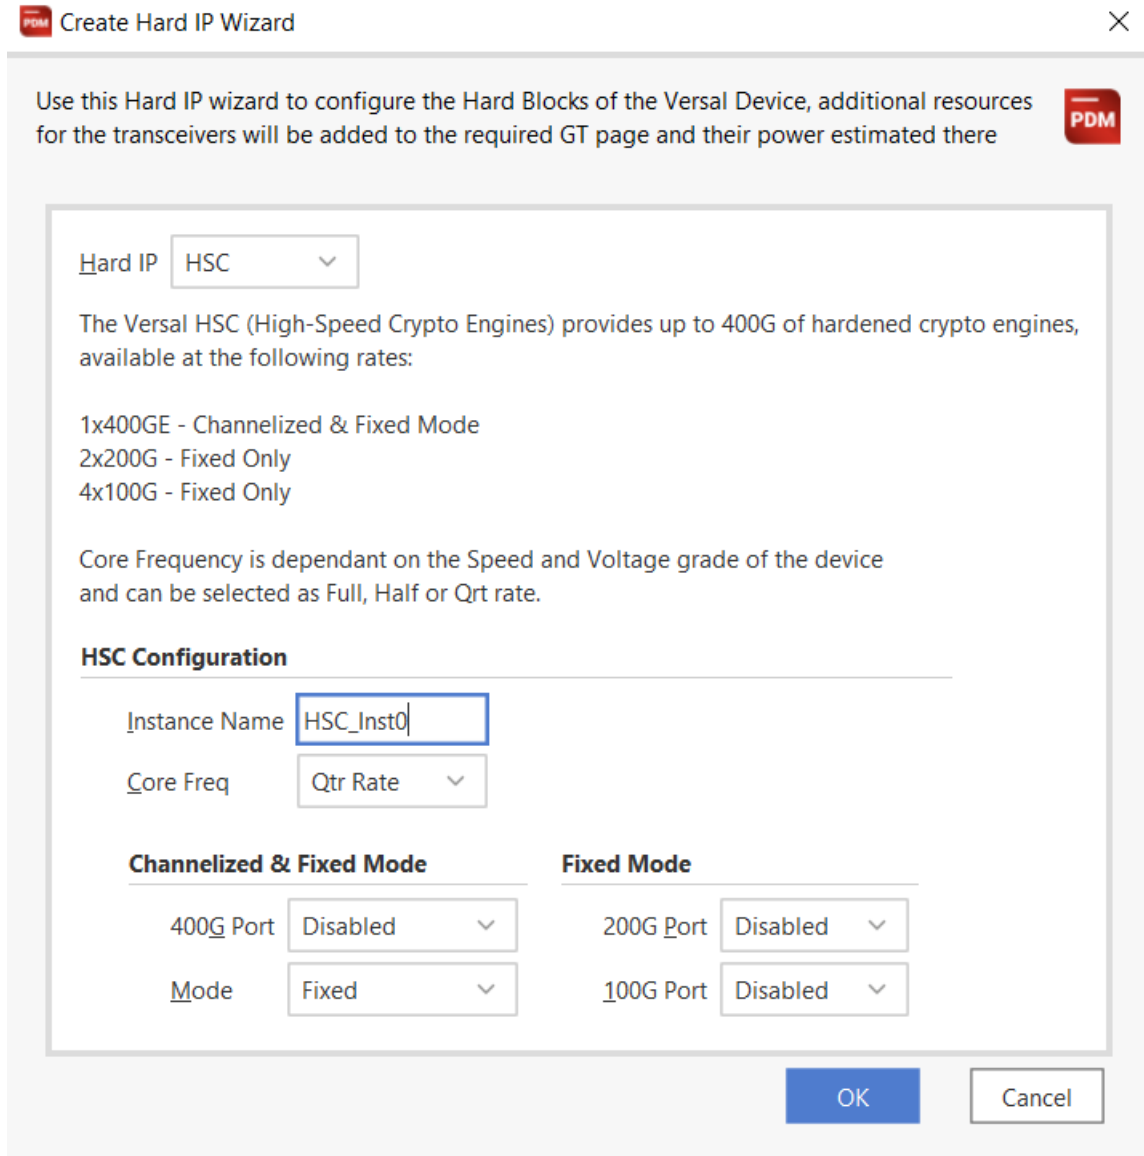 PDM Create Hard IP Wizard
Use this Hard IP wizard to configure the Hard Blocks of the Versal Device, additional resources
for the transceivers will be added to the required GT page and their power estimated there
PDM
Hard IP HSC
The Versal HSC (High-Speed Crypto Engines) provides up to 400G of hardened crypto engines,
available at the following rates:
1x400GE - Channelized & Fixed Mode
2x200G - Fixed Only
4x100G - Fixed Only
Core Frequency is dependant on the Speed and Voltage grade of the device
and can be selected as Full, Half or Qrt rate.
HSC Configuration
Instance Name HSC_Inst0
Core Freq Qtr Rate
Channelized & Fixed Mode Fixed Mode
400G Port Disabled 200G Port Disabled
Mode Fixed 100G Port Disabled
OK Cancel